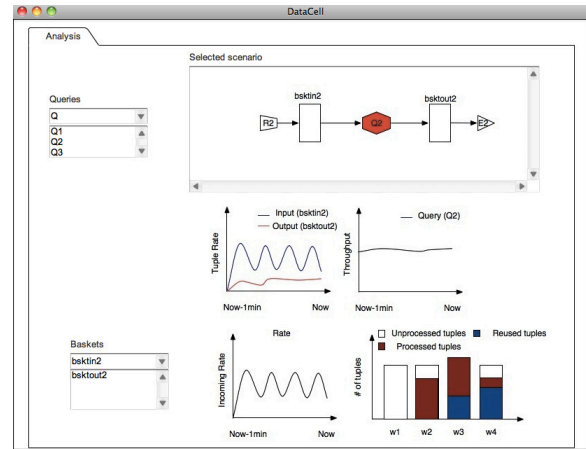 DataCell
Analysis
Selected scenario
Queries
Q
Q1
Q2
Q3
bsktin2
bsktout2
R2
Q2
E2
Input (bsktin2)
Output (bsktout2)
Tuple Rate
Now-1min
Now
Query (Q2)
Throughput
Now-1min
Now
Baskets
bsktin2
bsktout2
Rate
Incoming Rate
Now-1min
Now
Unprocessed tuples
Reused tuples
Processed tuples
# of tuples
w1
w2
w3
w4